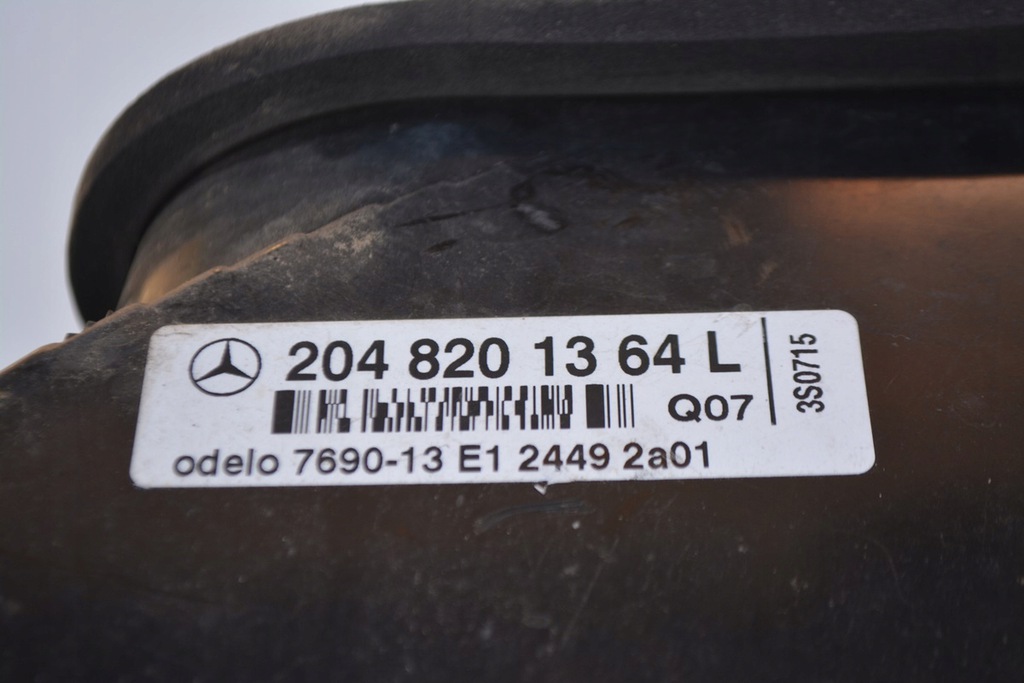 204 820 13 64 L
Q07
3S0715
odelo 7690-13 E1 2449 2a01